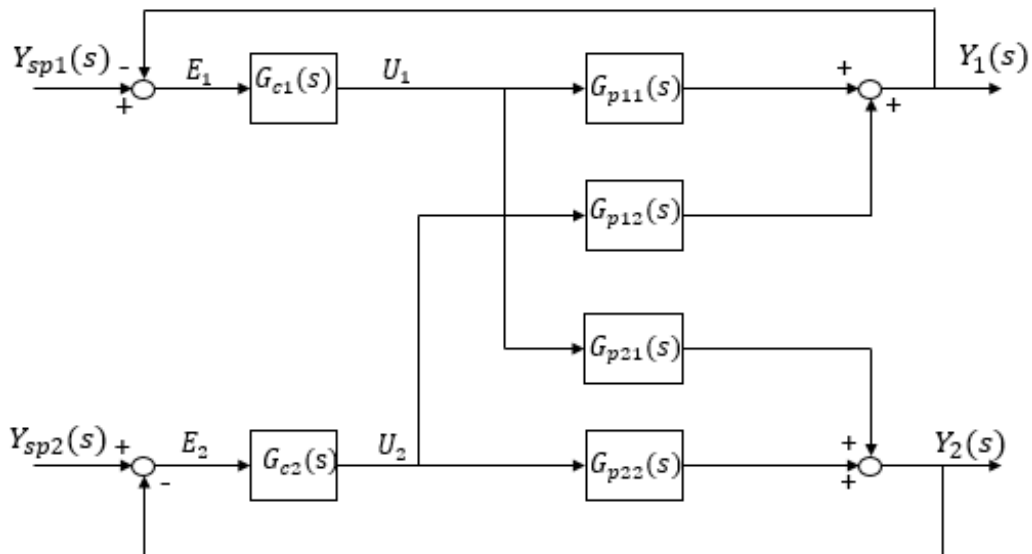 Y_{sp1}(s) -
+
E_1
G_{c1}(s)
U_1
G_{p11}(s)
+
+
Y_1(s)
G_{p12}(s)
G_{p21}(s)
Y_{sp2}(s) +
-
E_2
G_{c2}(s)
U_2
G_{p22}(s)
+
+
Y_2(s)